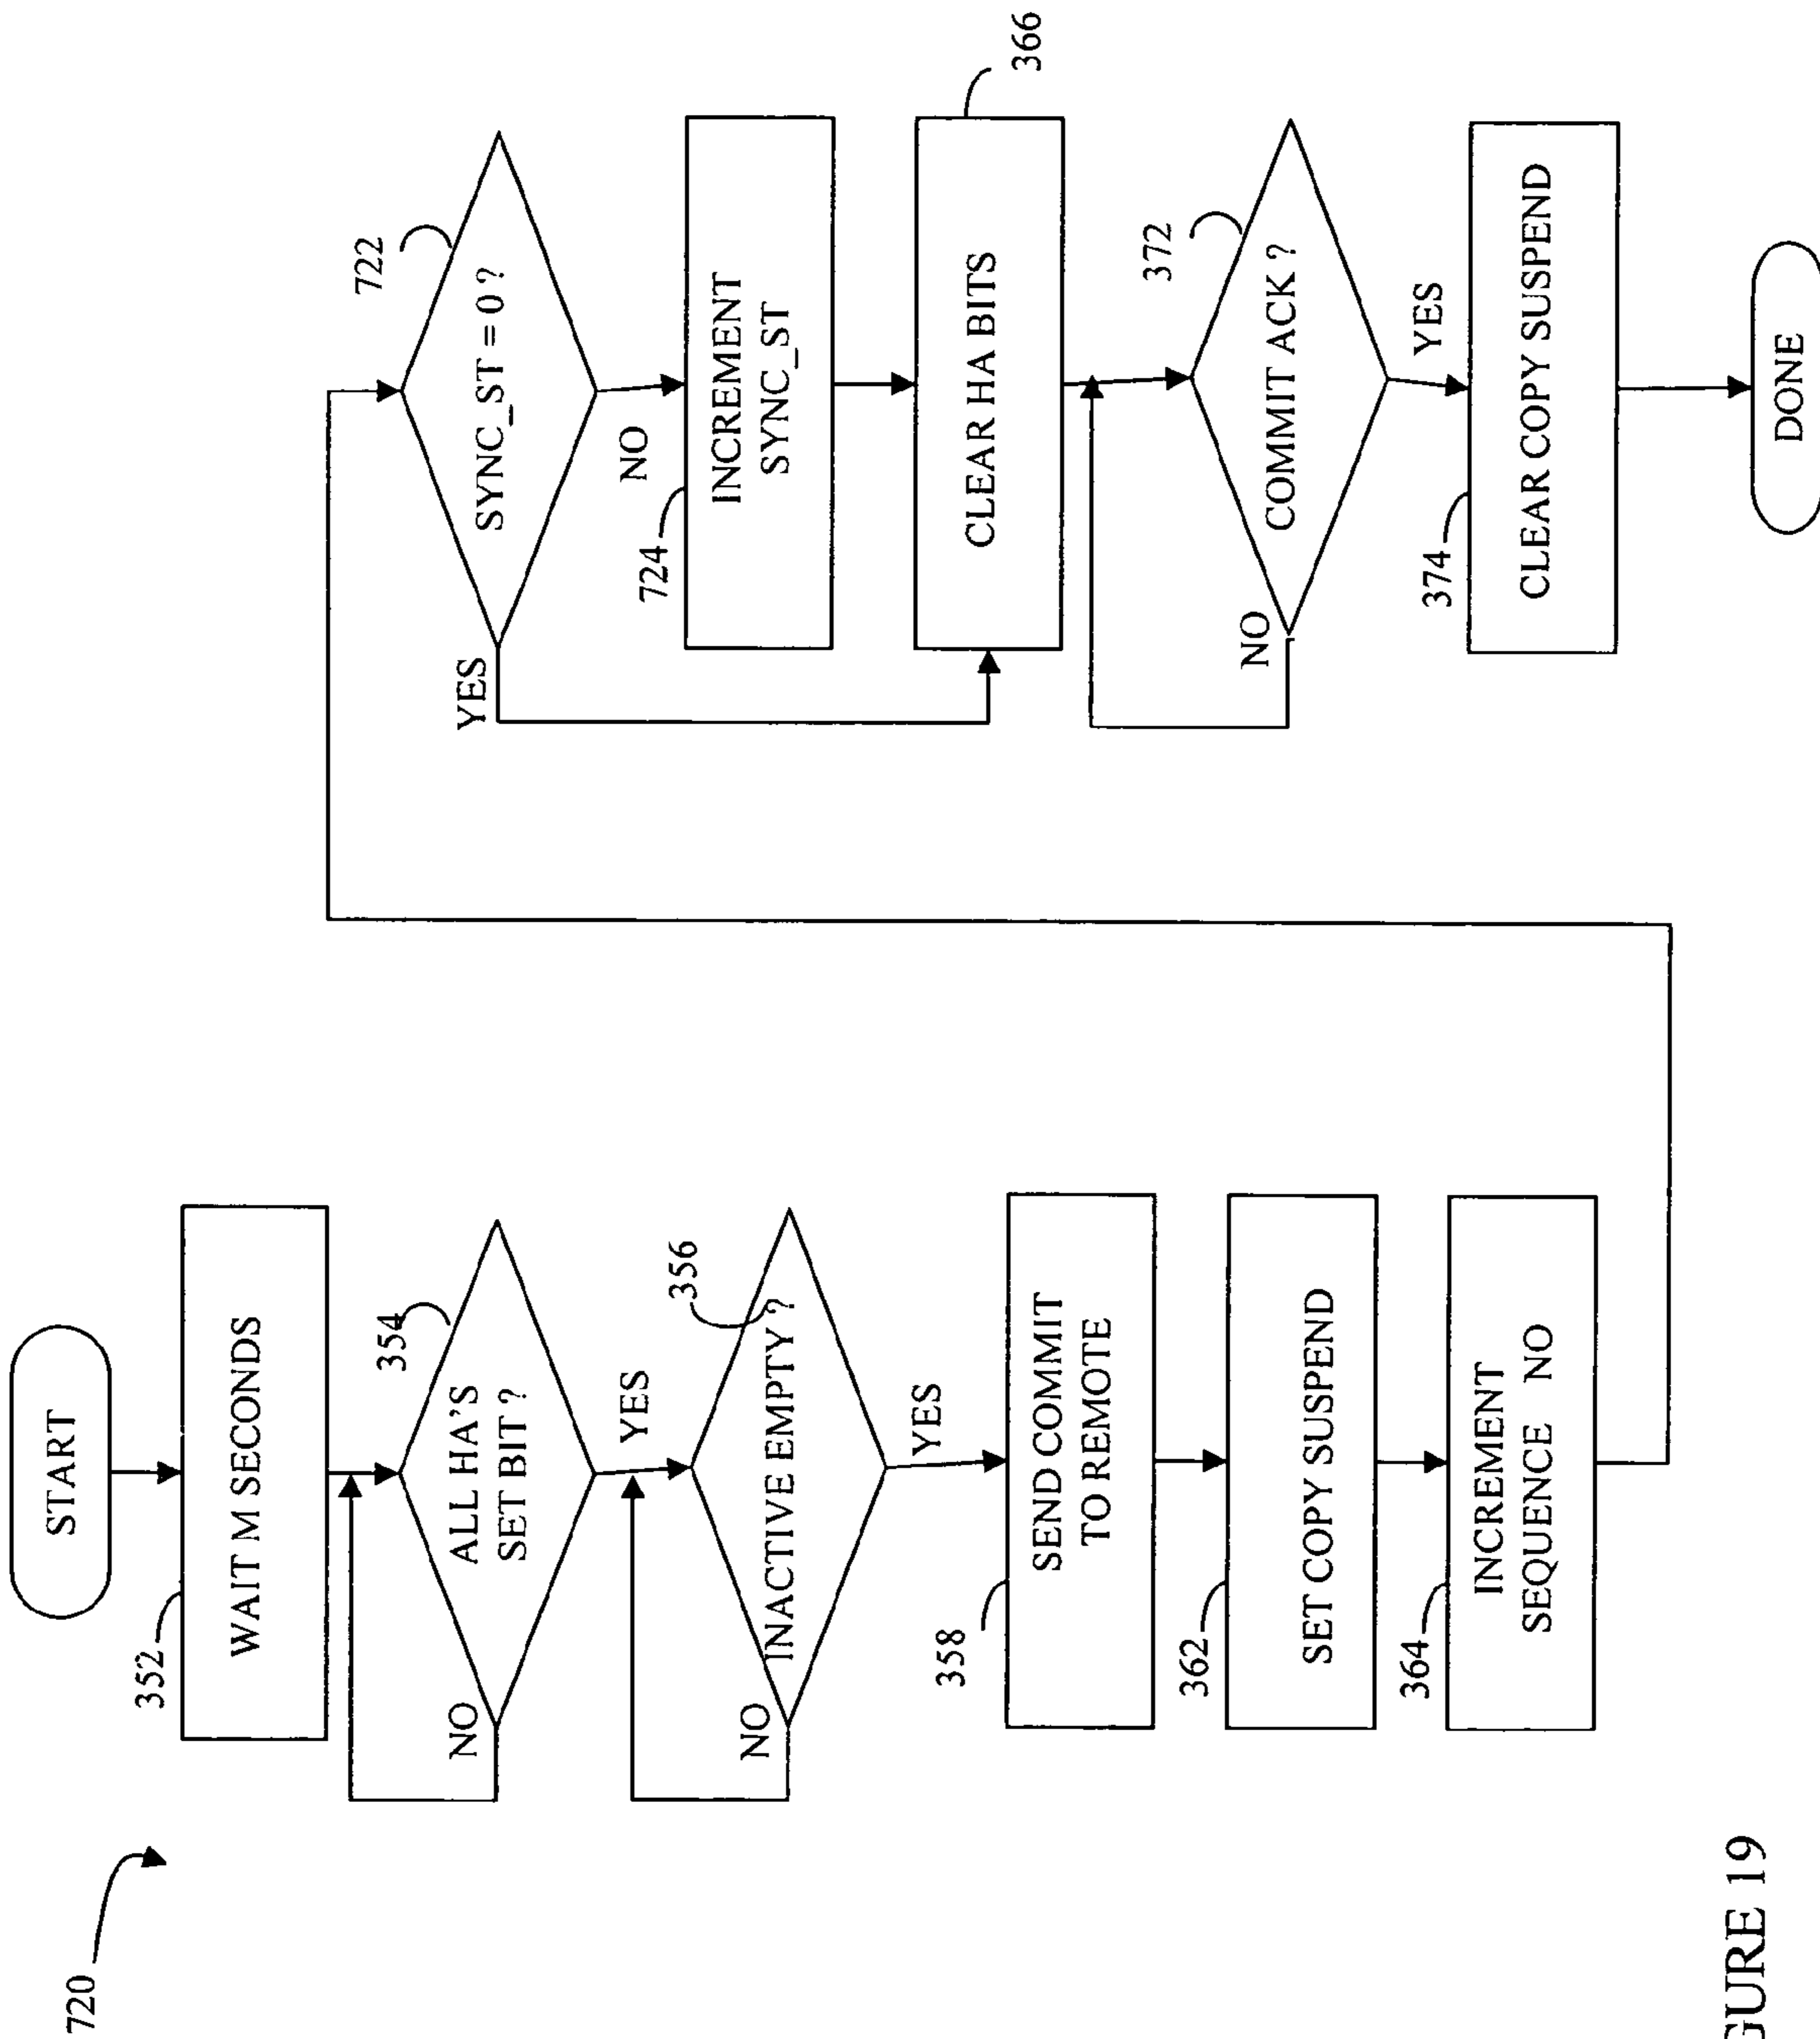 720
START
352
WAIT M SECONDS
354
ALL HA'S
SET BIT ?
NO
YES
356
INACTIVE EMPTY ?
NO
YES
358
SEND COMMIT
TO REMOTE
362
SET COPY SUSPEND
364
INCREMENT
SEQUENCE NO
722
SYNC_ST = 0 ?
YES
NO
724
INCREMENT
SYNC_ST
366
CLEAR HA BITS
372
COMMIT ACK ?
NO
YES
374
CLEAR COPY SUSPEND
DONE
GURE 19